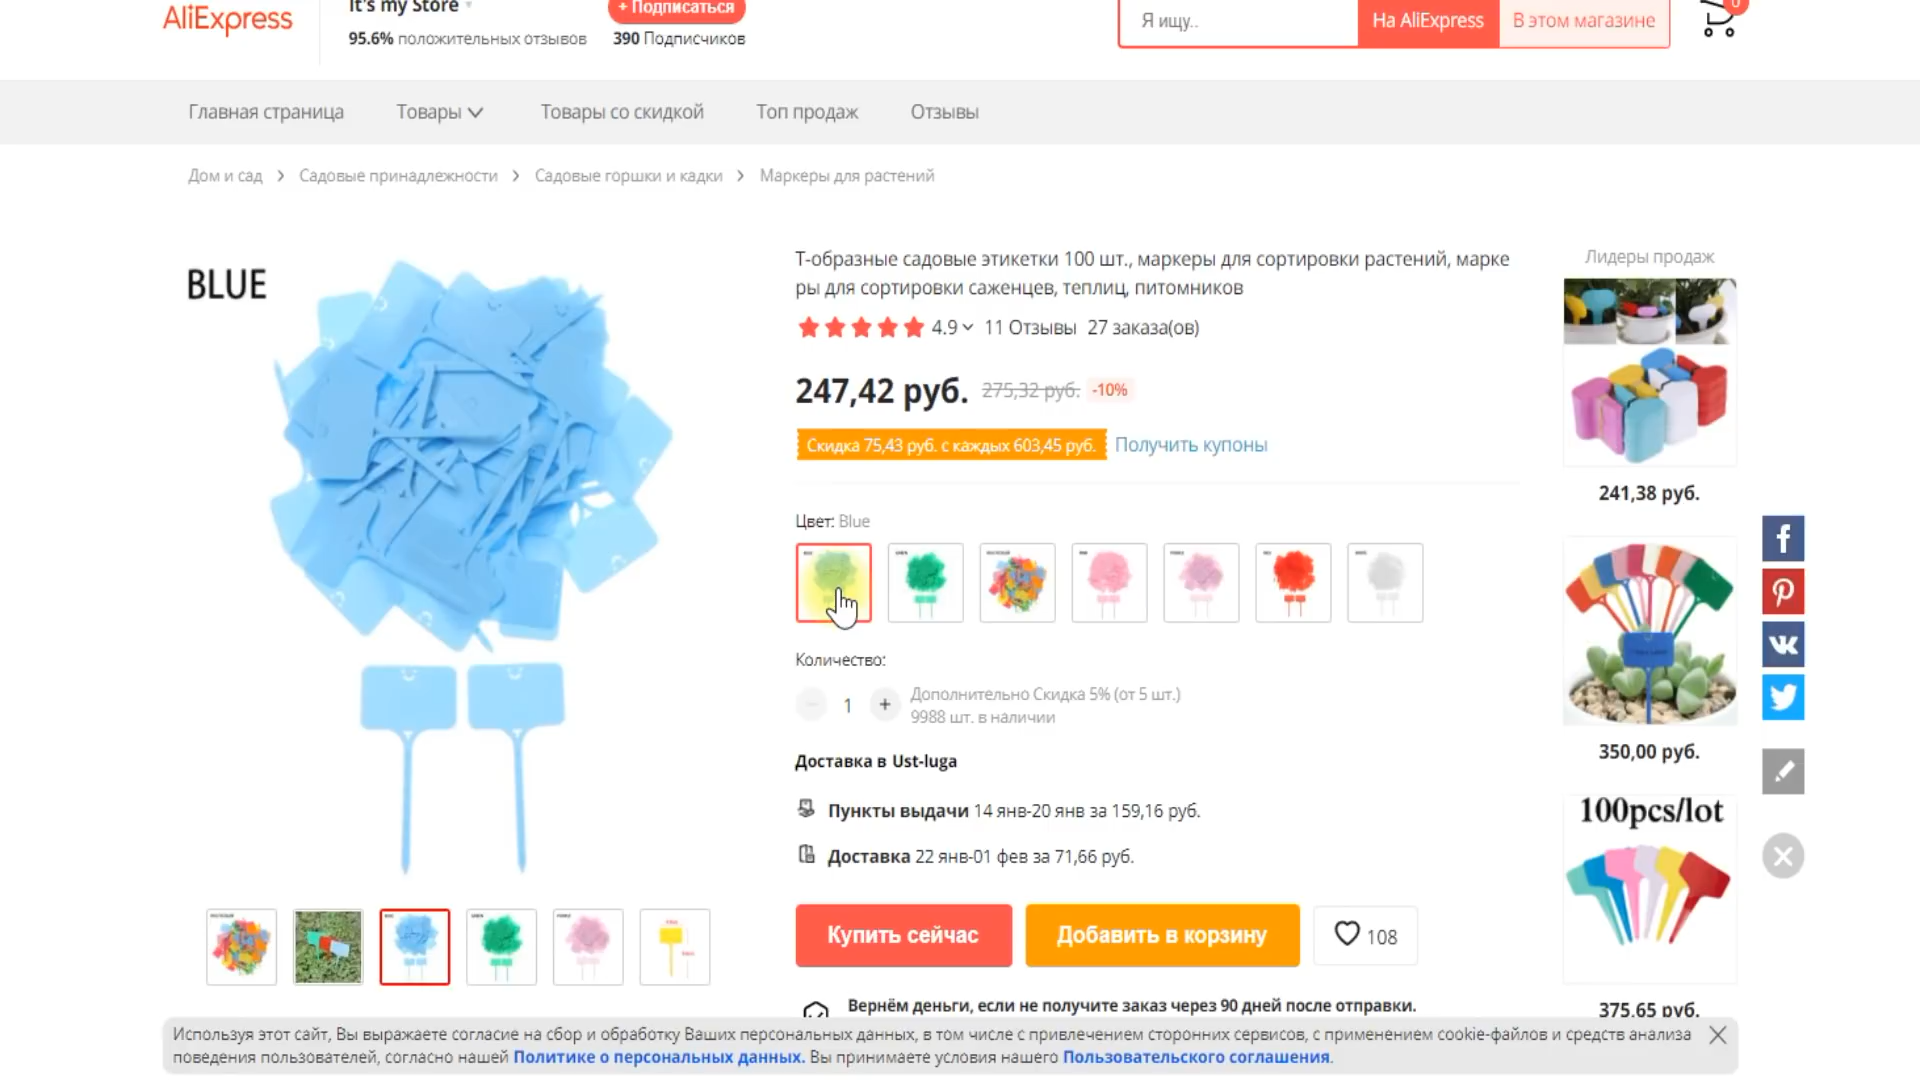 AliExpress
It's my Store
+ Подписаться
95.6% положительных отзывов
390 Подписчиков
Я ищу..
На AliExpress
В этом магазине
0
Главная страница
Товары
Товары со скидкой
Топ продаж
Отзывы
Дом и сад > Садовые принадлежности > Садовые горшки и кадки > Маркеры для растений
BLUE
Т-образные садовые этикетки 100 шт., маркеры для сортировки растений, марке
ры для сортировки саженцев, теплиц, питомников
4.9 11 Отзывы 27 заказа(ов)
247,42 руб. 275,32 руб. -10%
Скидка 75,43 руб. с каждых 603,45 руб. Получить купоны
Цвет: Blue
Количество:
1
+
Дополнительно Скидка 5% (от 5 шт.)
9988 шт. в наличии
Доставка в Ust-luga
Пункты выдачи 14 янв-20 янв за 159,16 руб.
Доставка 22 янв-01 фев за 71,66 руб.
Купить сейчас
Добавить в корзину
108
Вернём деньги, если не получите заказ через 90 дней после отправки.
Лидеры продаж
241,38 руб.
350,00 руб.
100pcs/lot
375,65 руб.
Используя этот сайт, Вы выражаете согласие на сбор и обработку Ваших персональных данных, в том числе с привлечением сторонних сервисов, с применением cookie-файлов и средств анализа
поведения пользователей, согласно нашей Политике о персональных данных. Вы принимаете условия нашего Пользовательского соглашения.